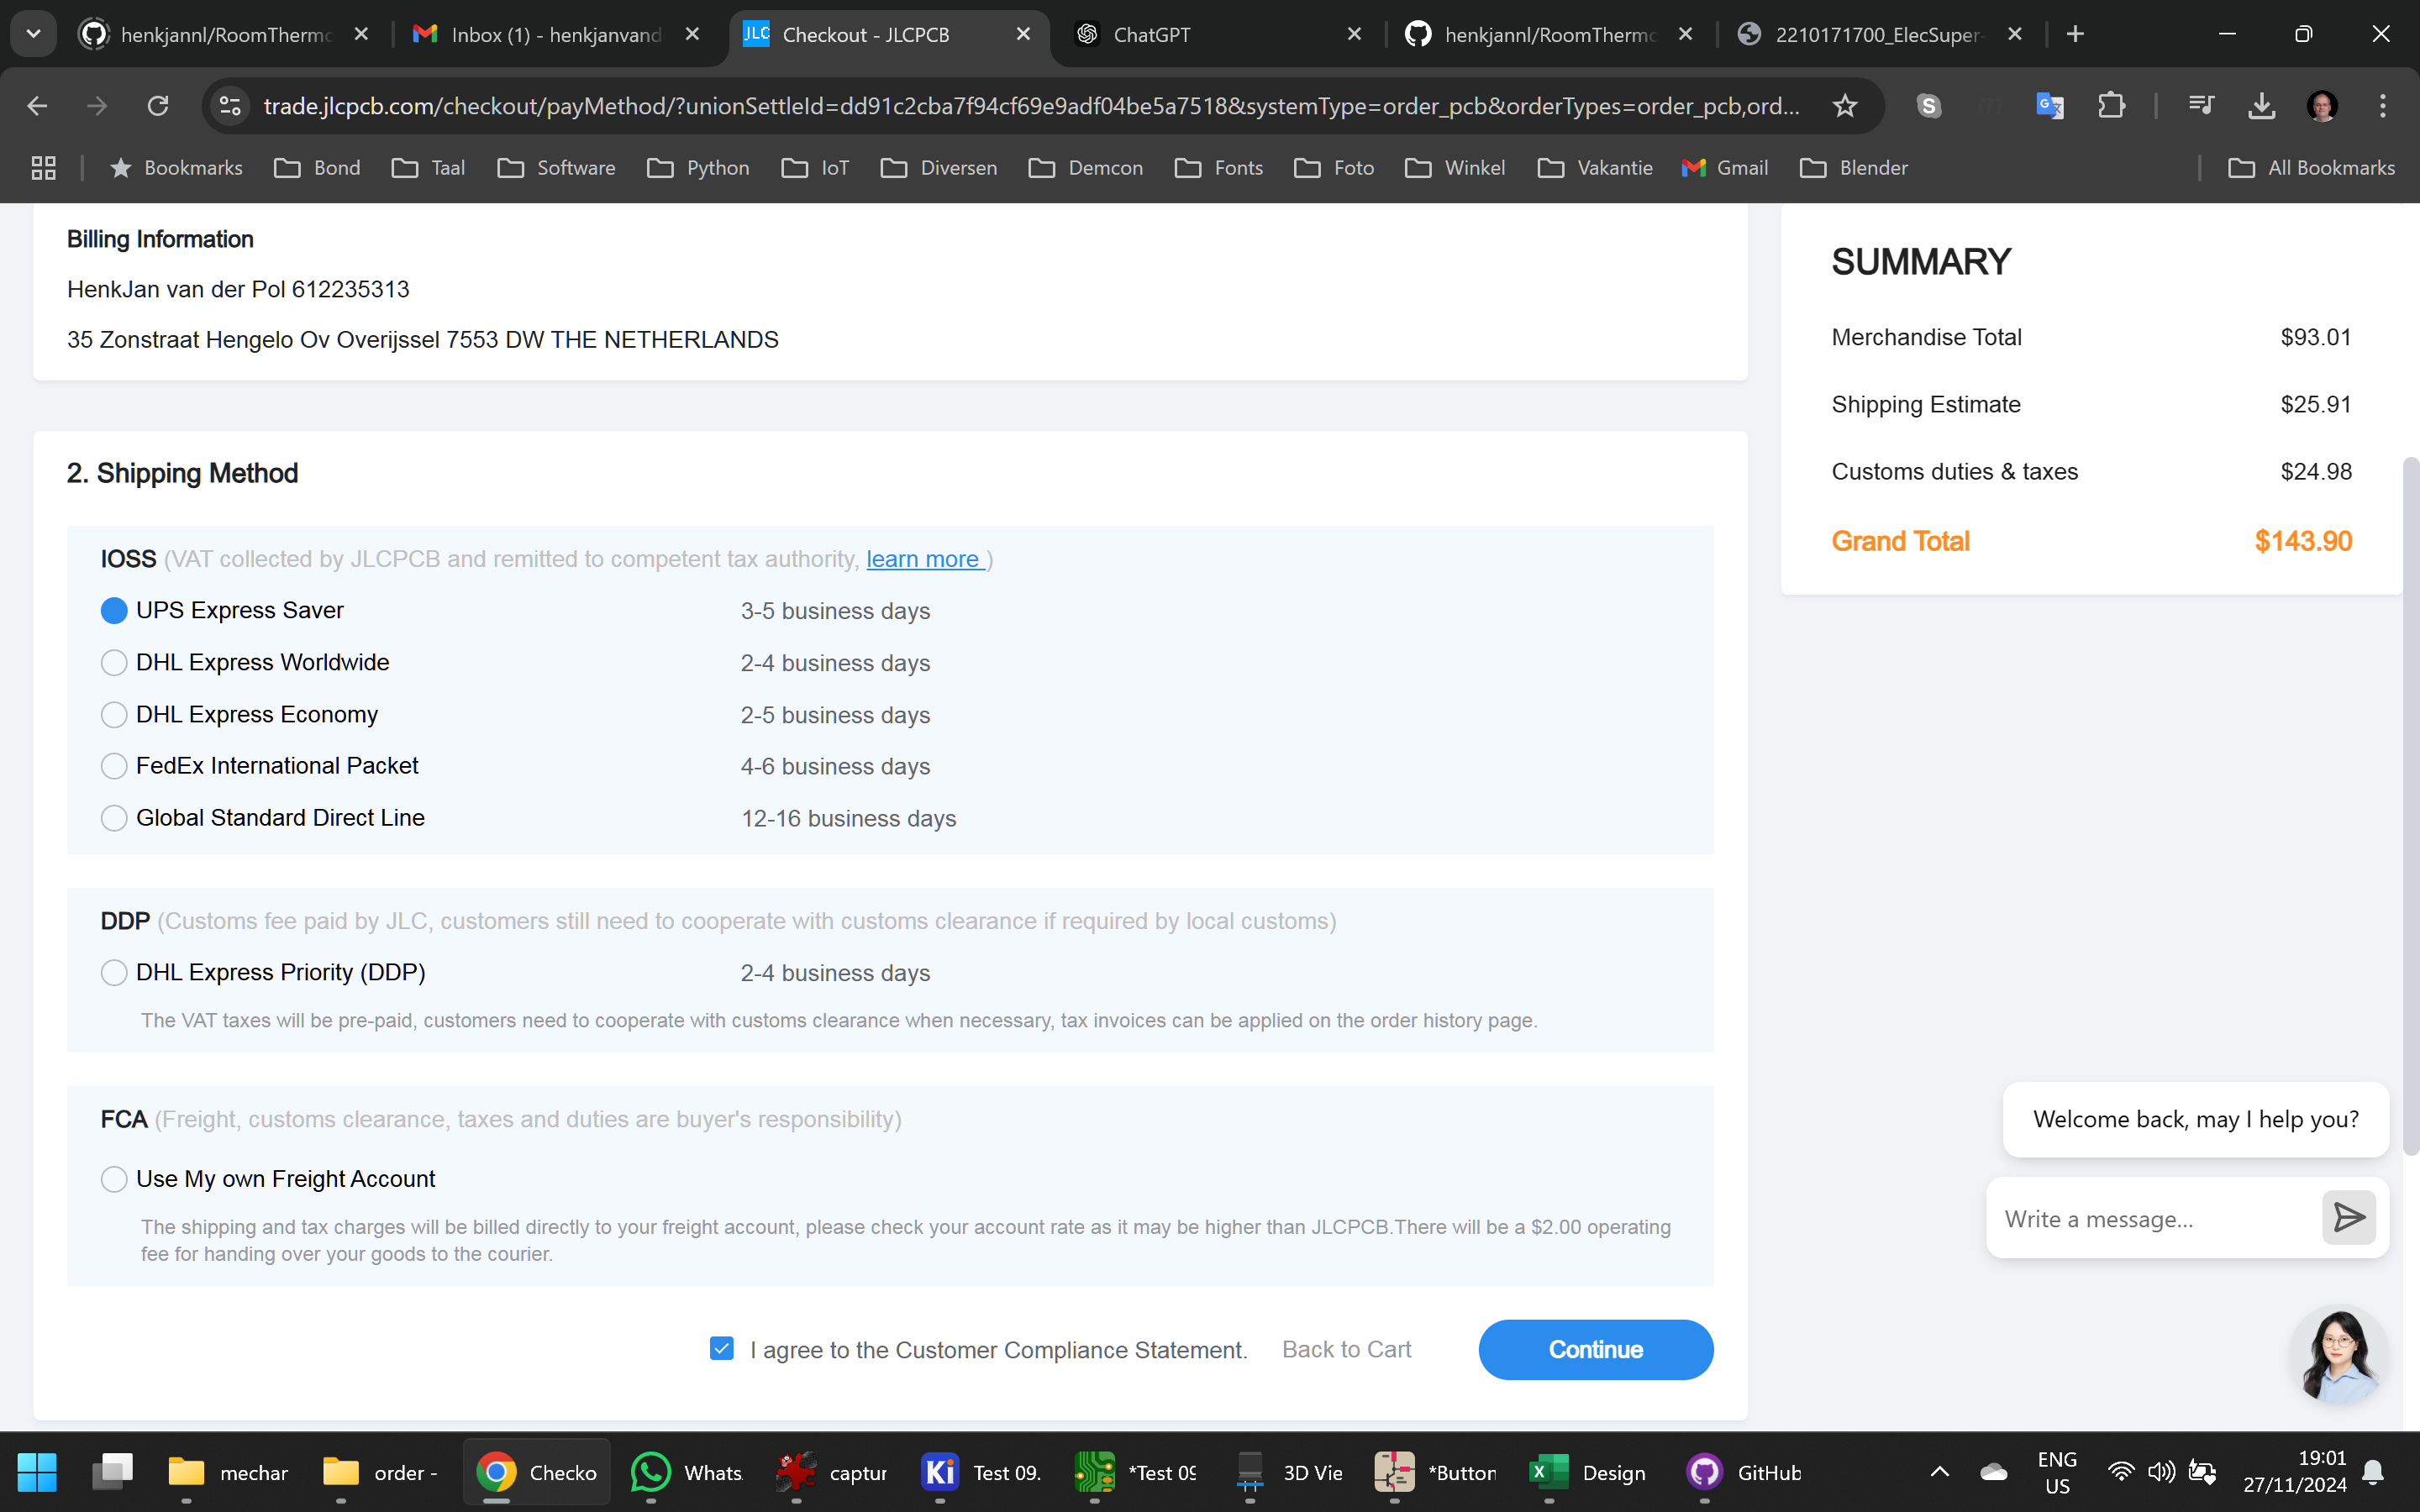 henkjannl/RoomThermo
Inbox (1) - henkjanvand
JLC Checkout - JLCPCB
ChatGPT
henkjannl/RoomThermo
2210171700_ElecSuper-
trade.jlcpcb.com/checkout/payMethod/?unionSettleId=dd91c2cba7f94cf69e9adf04be5a7518&systemType=order_pcb&orderTypes=order_pcb,ord...
Bookmarks Bond Taal Software Python IoT Diversen Demcon Fonts Foto Winkel Vakantie Gmail Blender All Bookmarks
Billing Information
HenkJan van der Pol 612235313
35 Zonstraat Hengelo Ov Overijssel 7553 DW THE NETHERLANDS
2. Shipping Method
IOSS (VAT collected by JLCPCB and remitted to competent tax authority, learn more )
UPS Express Saver 3-5 business days
DHL Express Worldwide 2-4 business days
DHL Express Economy 2-5 business days
FedEx International Packet 4-6 business days
Global Standard Direct Line 12-16 business days
DDP (Customs fee paid by JLC, customers still need to cooperate with customs clearance if required by local customs)
DHL Express Priority (DDP) 2-4 business days
The VAT taxes will be pre-paid, customers need to cooperate with customs clearance when necessary, tax invoices can be applied on the order history page.
FCA (Freight, customs clearance, taxes and duties are buyer's responsibility)
Use My own Freight Account
The shipping and tax charges will be billed directly to your freight account, please check your account rate as it may be higher than JLCPCB.There will be a $2.00 operating
fee for handing over your goods to the courier.
I agree to the Customer Compliance Statement. Back to Cart Continue
SUMMARY
Merchandise Total $93.01
Shipping Estimate $25.91
Customs duties & taxes $24.98
Grand Total $143.90
Welcome back, may I help you?
Write a message...
mechar
order -
Checko
Whats
captur
Ki Test 09.
*Test 09
3D Vie
*Button
Design
GitHub
ENG
US
19:01
27/11/2024